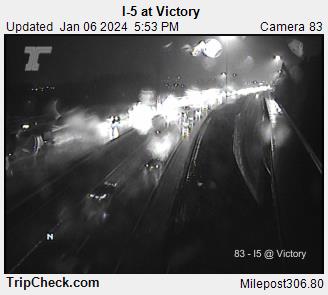 I-5 at Victory
Updated Jan 06 2024 5:53 PM Camera 83
T
N
83 - I5 @ Victory
TripCheck.com Milepost306.80